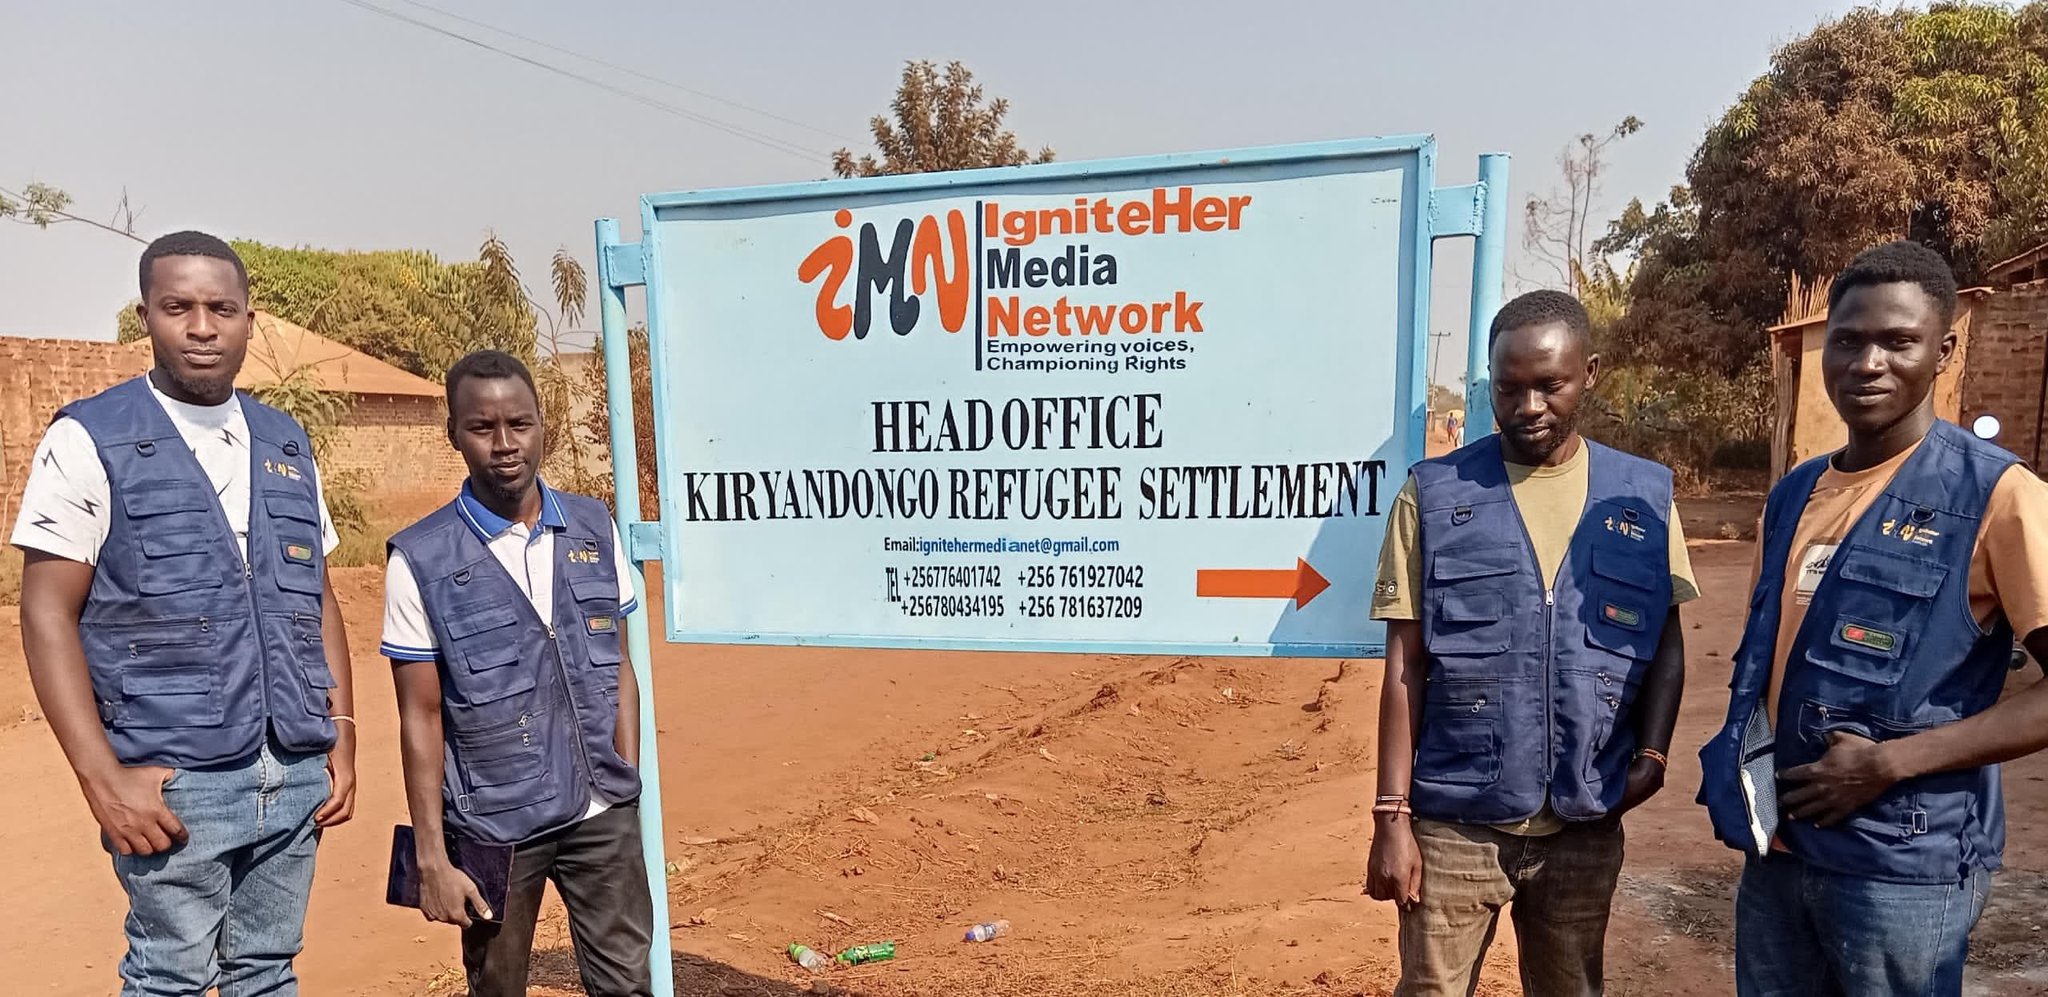 iMN
IgniteHer
Media
Network
Empowering voices,
Championing Rights
HEAD OFFICE
KIRYANDONGO REFUGEE SETTLEMENT
Email:ignitehermedianet@gmail.com
TEL +256776401742 +256 761927042
+256780434195 +256 781637209